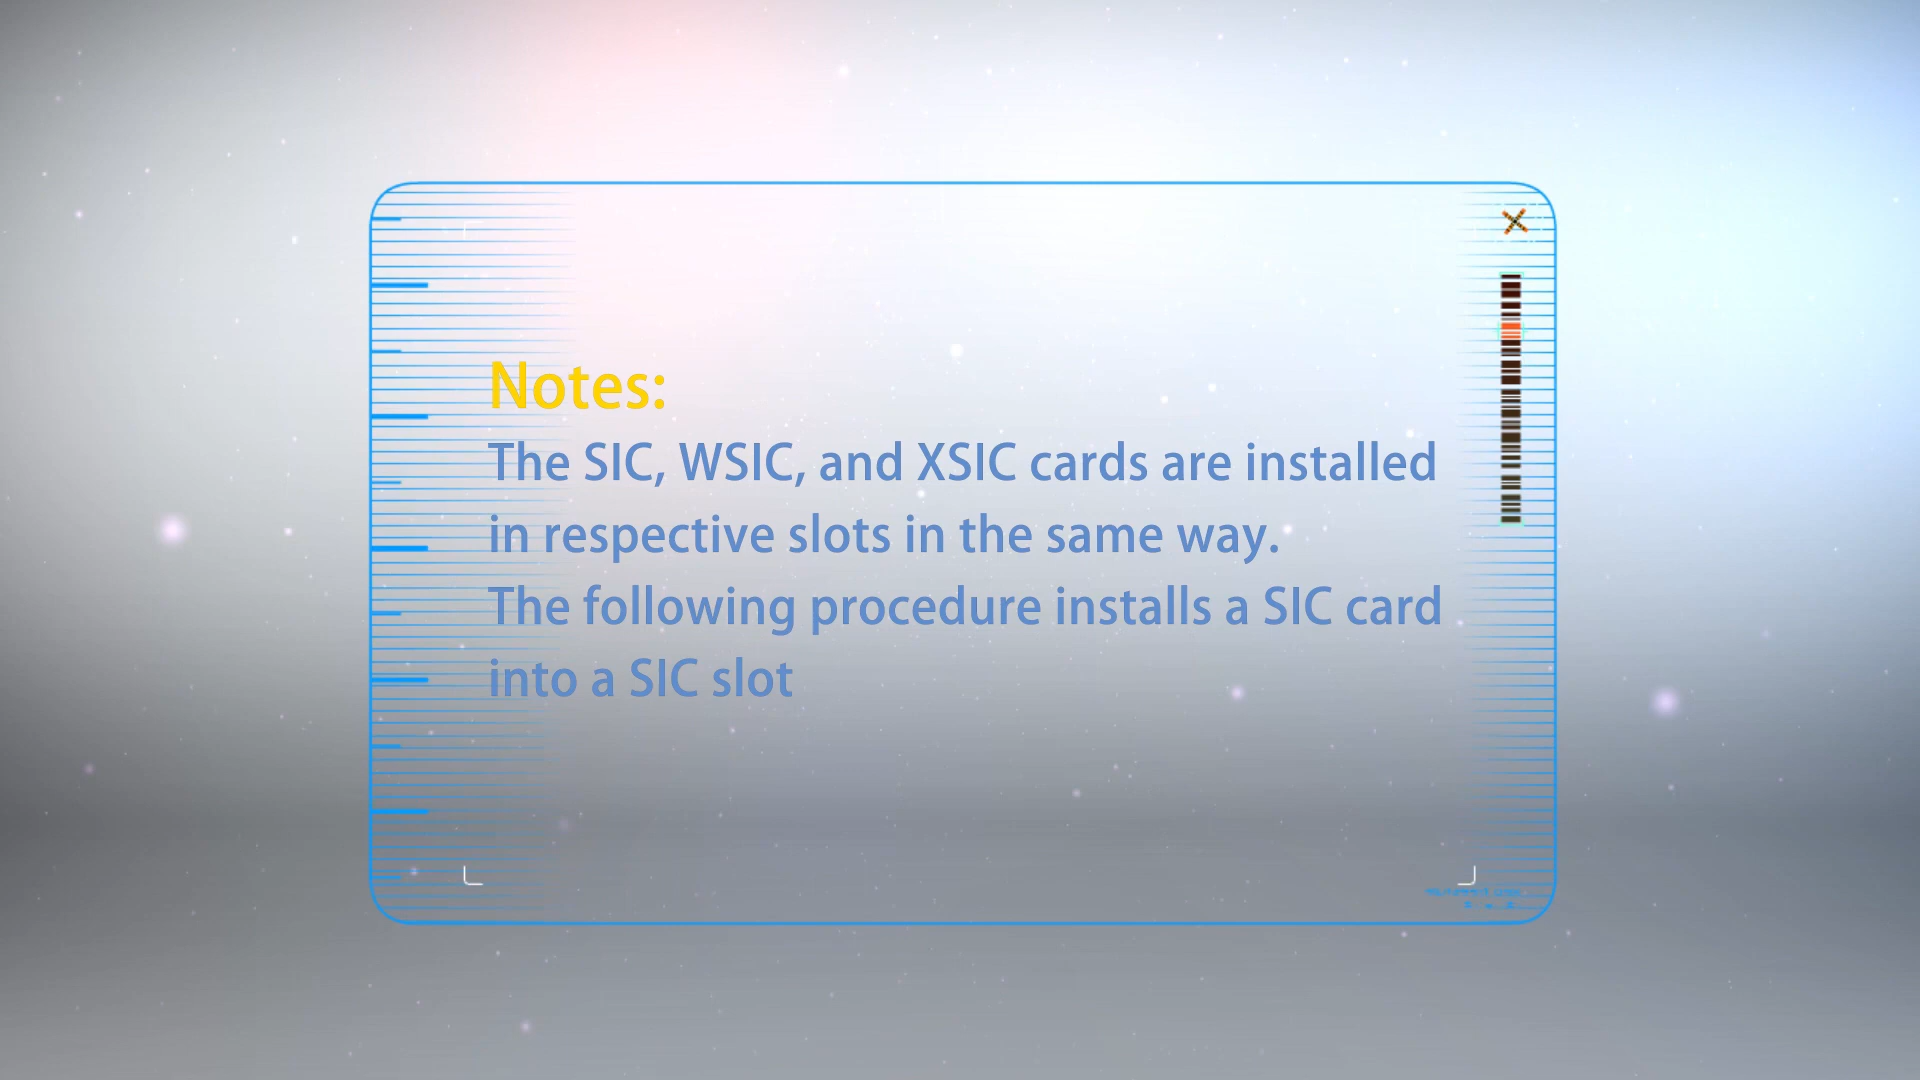 Notes:
The SIC, WSIC, and XSIC cards are installed
in respective slots in the same way.
The following procedure installs a SIC card
into a SIC slot